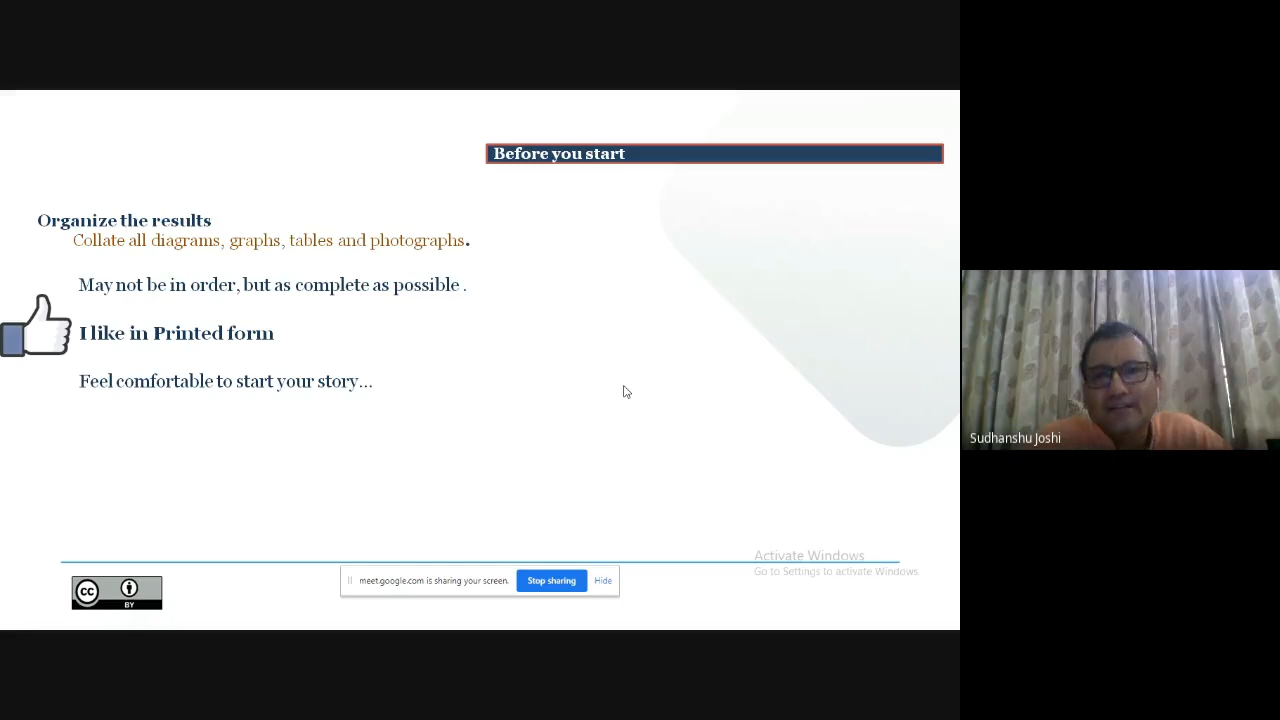 Before you start
Organize the results
Collate all diagrams, graphs, tables and photographs.
May not be in order, but as complete as possible .
I like in Printed form
Feel comfortable to start your story...
Sudhanshu Joshi
Activate Windows
Go to Settings to activate Windows.
meet.google.com is sharing your screen. Stop sharing Hide
cc BY